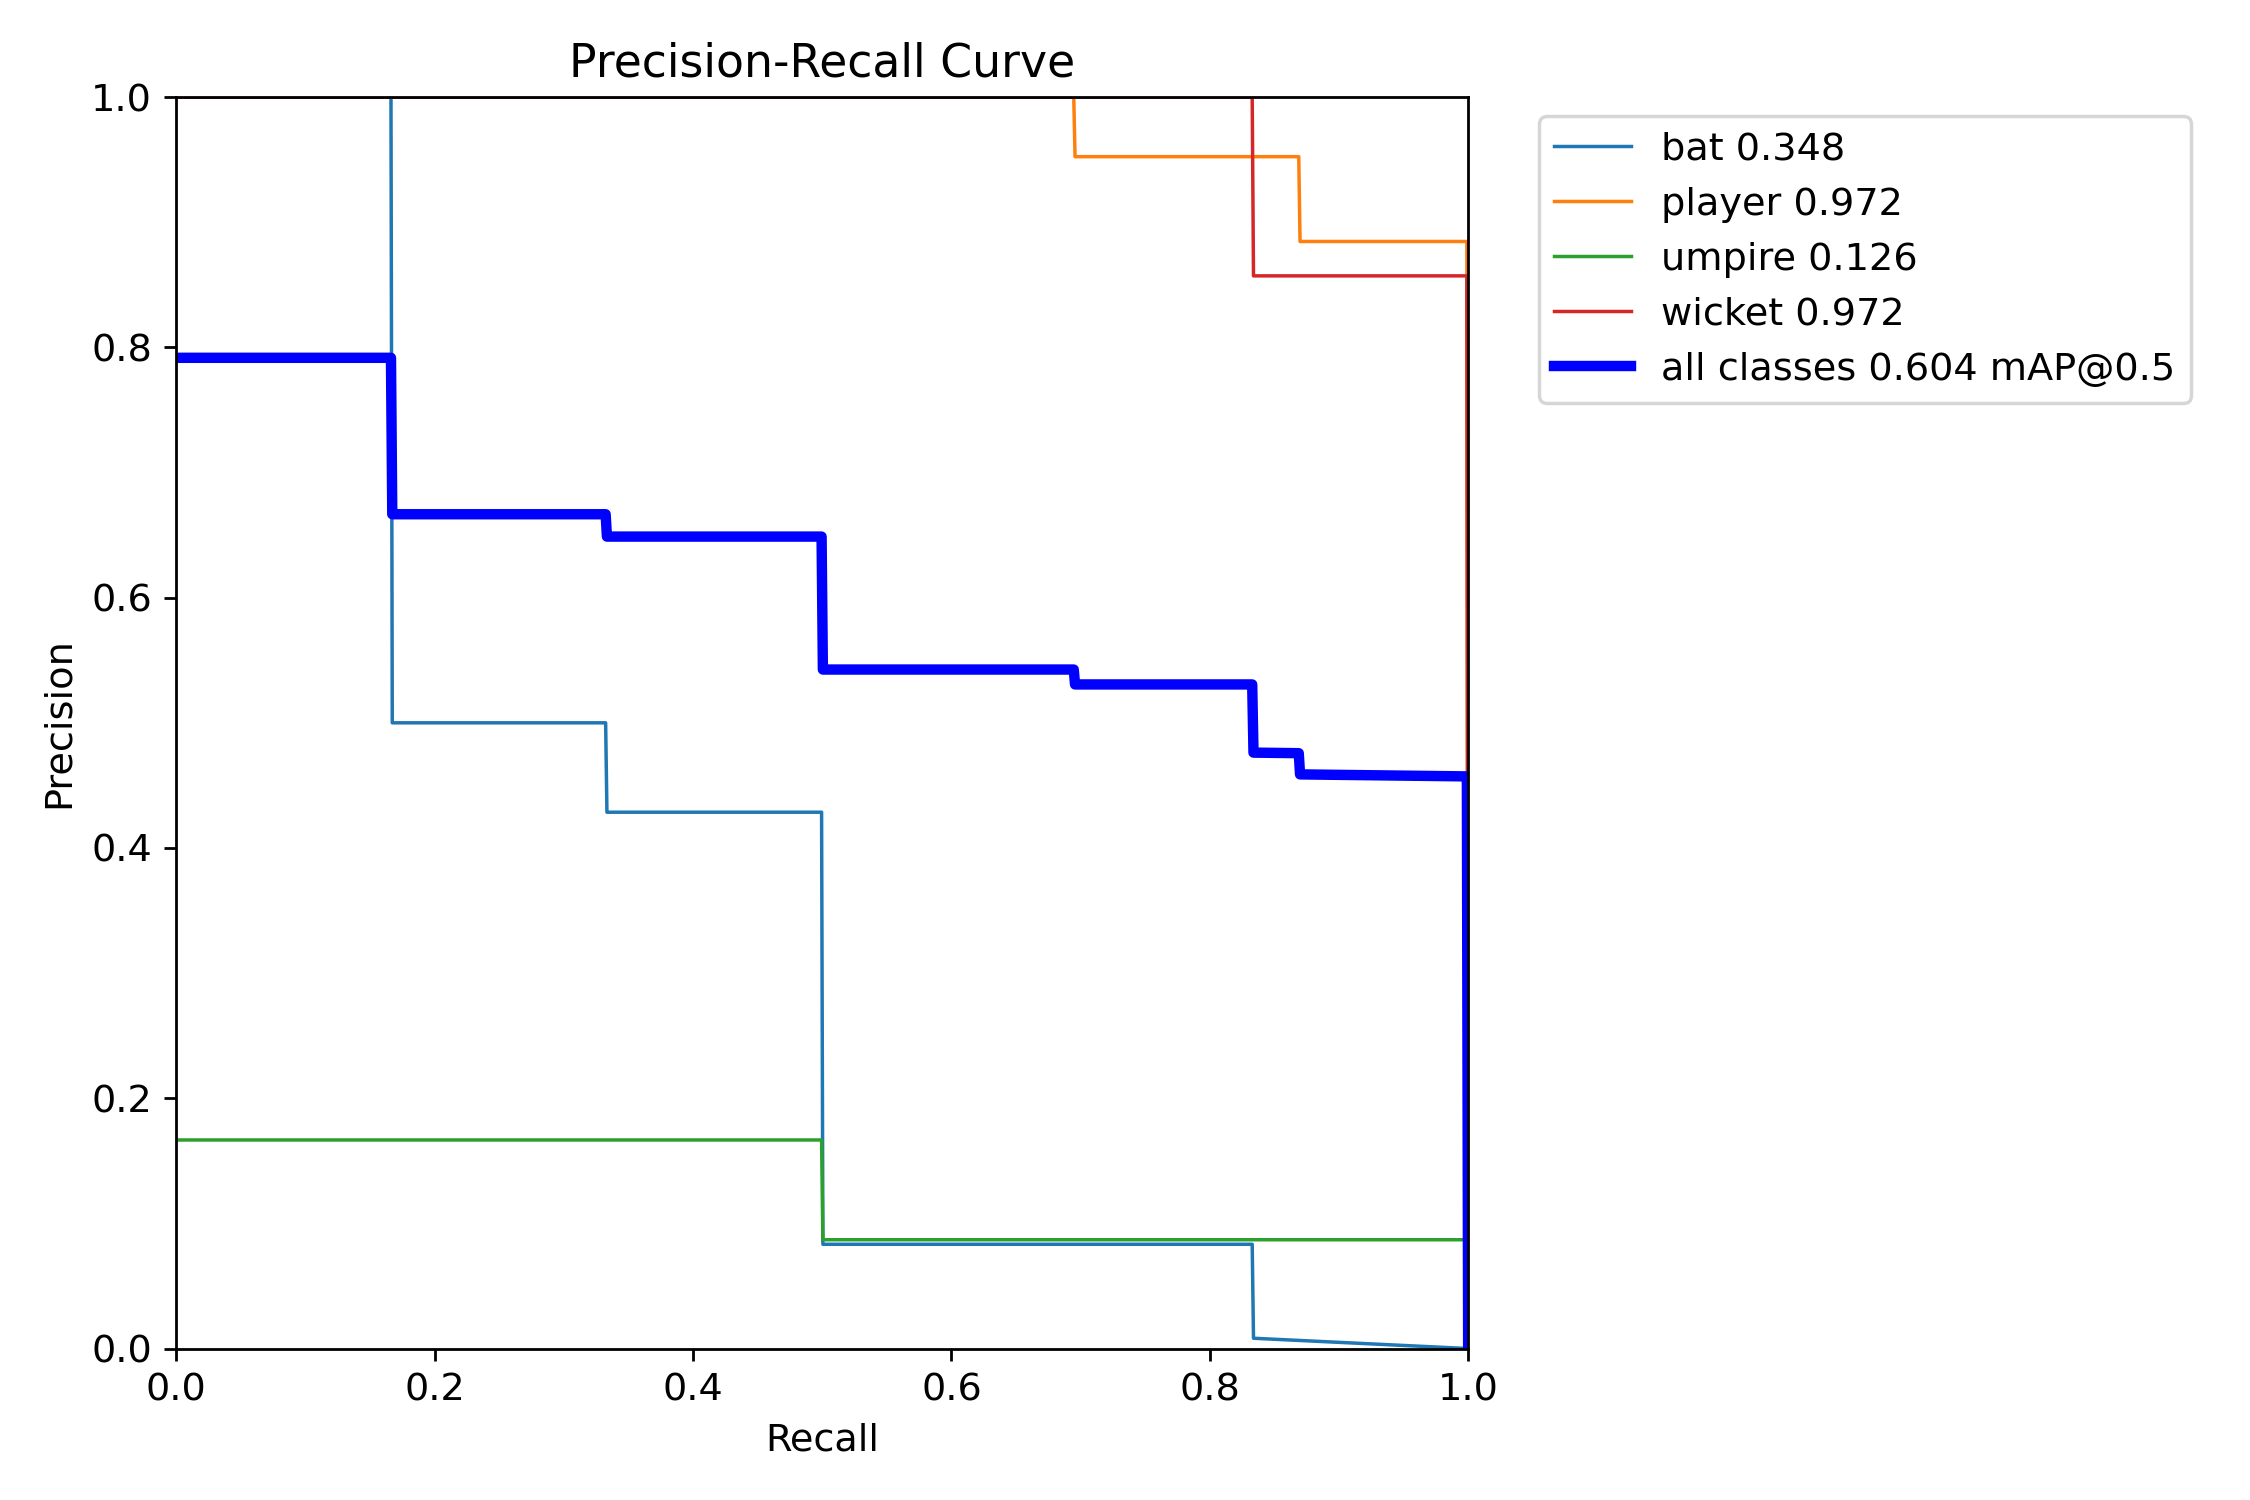 Precision-Recall Curve
1.0
0.8
0.6
0.4
0.2
0.0
Precision
0.0 0.2 0.4 0.6 0.8 1.0
Recall
bat 0.348
player 0.972
umpire 0.126
wicket 0.972
all classes 0.604 mAP@0.5